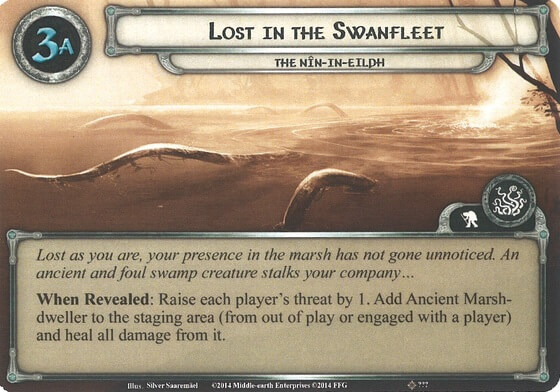 3A
LOST IN THE SWANFLEET
THE NÎN-IN-EILPH
Lost as you are, your presence in the marsh has not gone unnoticed. An
ancient and foul swamp creature stalks your company…
When Revealed: Raise each player's threat by 1. Add Ancient Marsh-
dweller to the staging area (from out of play or engaged with a player)
and heal all damage from it.
Illus. Silver Saaremäel ©2014 Middle-earth Enterprises ©2014 FFG ???